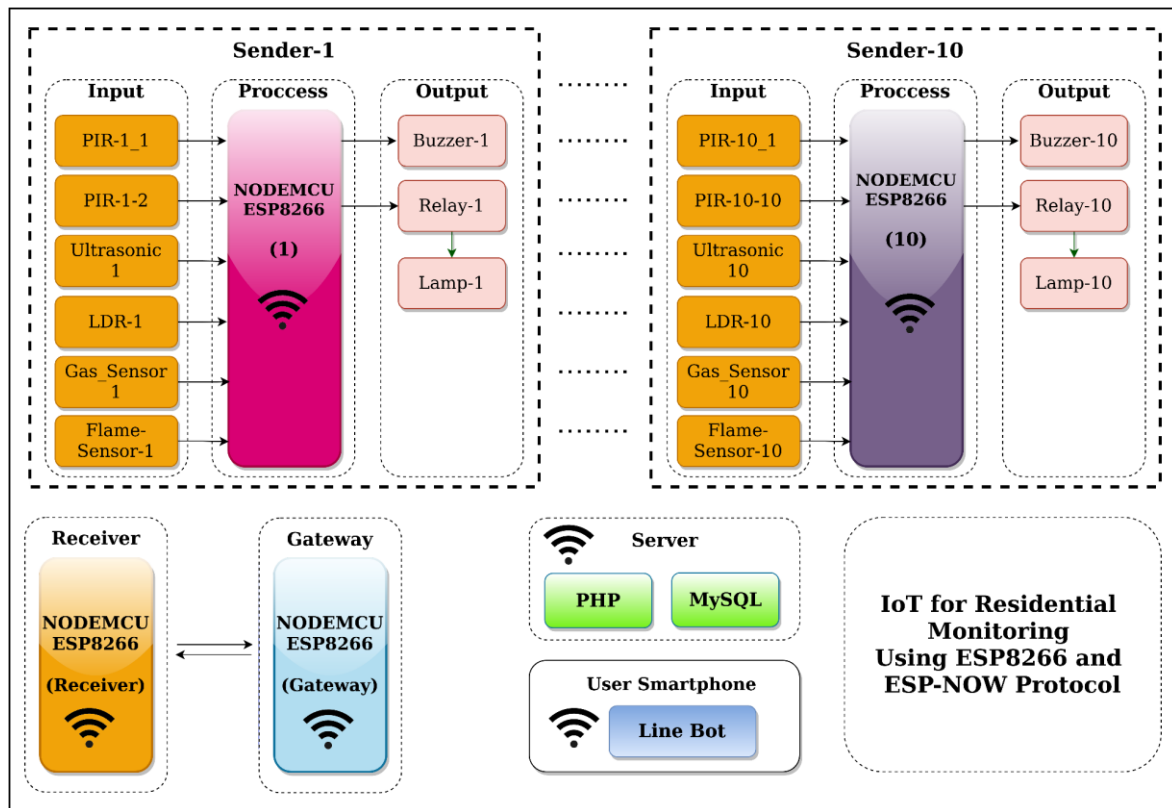 Sender-1
Input
Proccess
Output
PIR-1_1
PIR-1-2
Ultrasonic
1
LDR-1
Gas_Sensor
1
Flame-
Sensor-1
NODEMCU
ESP8266
(1)
Buzzer-1
Relay-1
Lamp-1
Sender-10
Input
Proccess
Output
PIR-10_1
PIR-10-10
Ultrasonic
10
LDR-10
Gas_Sensor
10
Flame-
Sensor-10
NODEMCU
ESP8266
(10)
Buzzer-10
Relay-10
Lamp-10
Receiver
NODEMCU
ESP8266
(Receiver)
Gateway
NODEMCU
ESP8266
(Gateway)
Server
PHP
MySQL
User Smartphone
Line Bot
IoT for Residential
Monitoring
Using ESP8266 and
ESP-NOW Protocol